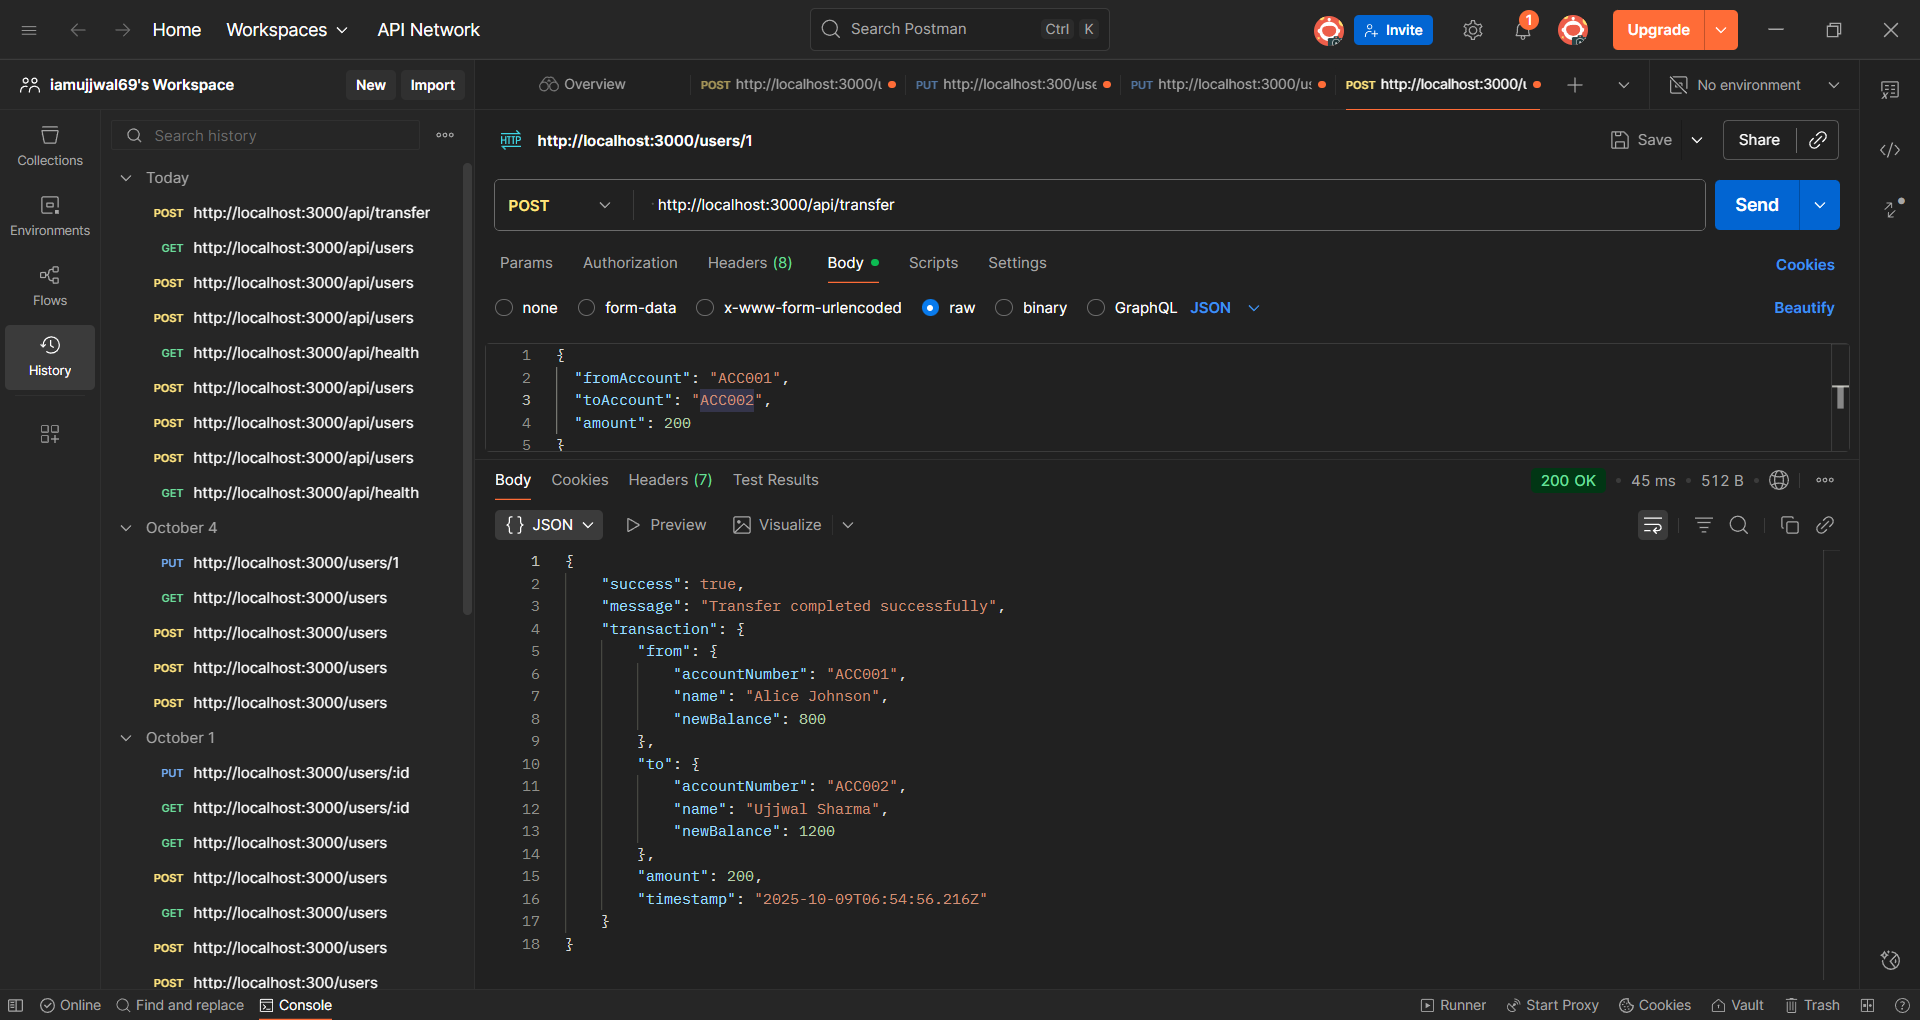 Home Workspaces API Network Search Postman Ctrl K Invite 1 Upgrade
iamujjwal69's Workspace New Import
Overview POST http://localhost:3000/u PUT http://localhost:300/use PUT http://localhost:3000/us POST http://localhost:3000/u No environment
Collections
Environments
Flows
History
Search history
Today
POST http://localhost:3000/api/transfer
GET http://localhost:3000/api/users
POST http://localhost:3000/api/users
POST http://localhost:3000/api/users
GET http://localhost:3000/api/health
POST http://localhost:3000/api/users
POST http://localhost:3000/api/users
POST http://localhost:3000/api/users
GET http://localhost:3000/api/health
October 4
PUT http://localhost:3000/users/1
GET http://localhost:3000/users
POST http://localhost:3000/users
POST http://localhost:3000/users
POST http://localhost:3000/users
October 1
PUT http://localhost:3000/users/:id
GET http://localhost:3000/users/:id
GET http://localhost:3000/users
POST http://localhost:3000/users
GET http://localhost:3000/users
POST http://localhost:3000/users
POST http://localhost:300/users
HTTP http://localhost:3000/users/1 Save Share
POST http://localhost:3000/api/transfer Send
Params Authorization Headers (8) Body Scripts Settings Cookies
none form-data x-www-form-urlencoded raw binary GraphQL JSON Beautify
1 {
2 "fromAccount": "ACC001",
3 "toAccount": "ACC002",
4 "amount": 200
5 }
Body Cookies Headers (7) Test Results 200 OK • 45 ms • 512 B
{} JSON Preview Visualize
1 {
2 "success": true,
3 "message": "Transfer completed successfully",
4 "transaction": {
5 "from": {
6 "accountNumber": "ACC001",
7 "name": "Alice Johnson",
8 "newBalance": 800
9 },
10 "to": {
11 "accountNumber": "ACC002",
12 "name": "Ujjwal Sharma",
13 "newBalance": 1200
14 },
15 "amount": 200,
16 "timestamp": "2025-10-09T06:54:56.216Z"
17 }
18 }
Online Find and replace Console Runner Start Proxy Cookies Vault Trash